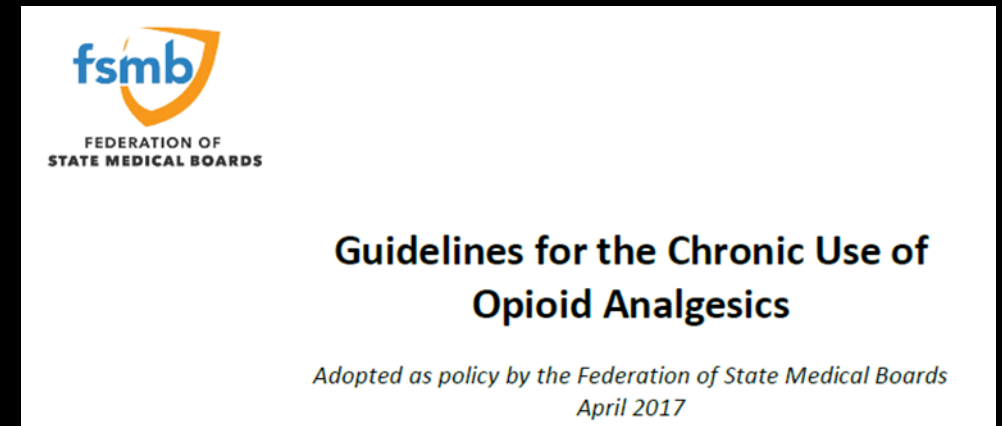 fsmb
FEDERATION OF
STATE MEDICAL BOARDS
Guidelines for the Chronic Use of
Opioid Analgesics
Adopted as policy by the Federation of State Medical Boards
April 2017